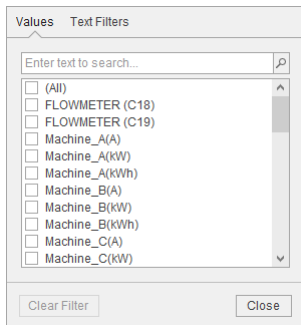 Values Text Filters
Enter text to search...
(All)
FLOWMETER (C18)
FLOWMETER (C19)
Machine_A(A)
Machine_A(kW)
Machine_A(kWh)
Machine_B(A)
Machine_B(kW)
Machine_B(kWh)
Machine_C(A)
Machine_C(kW)
Clear Filter Close